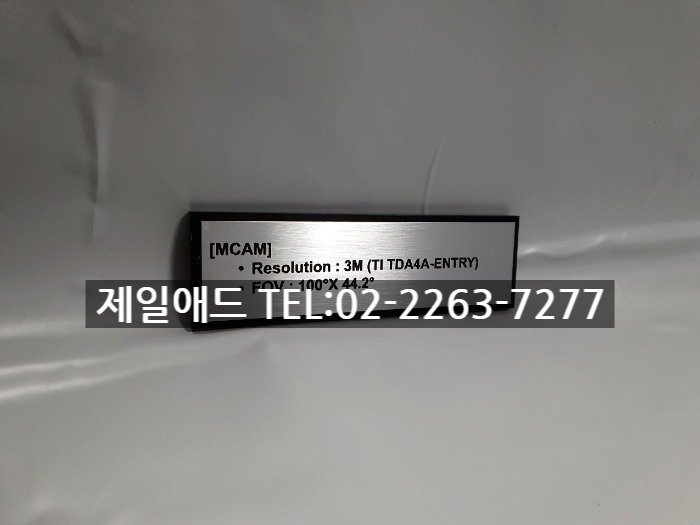 [MCAM]
• Resolution : 3M (TI TDA4A-ENTRY)
• FOV : 100°X 44.2°
제일애드 TEL:02-2263-7277